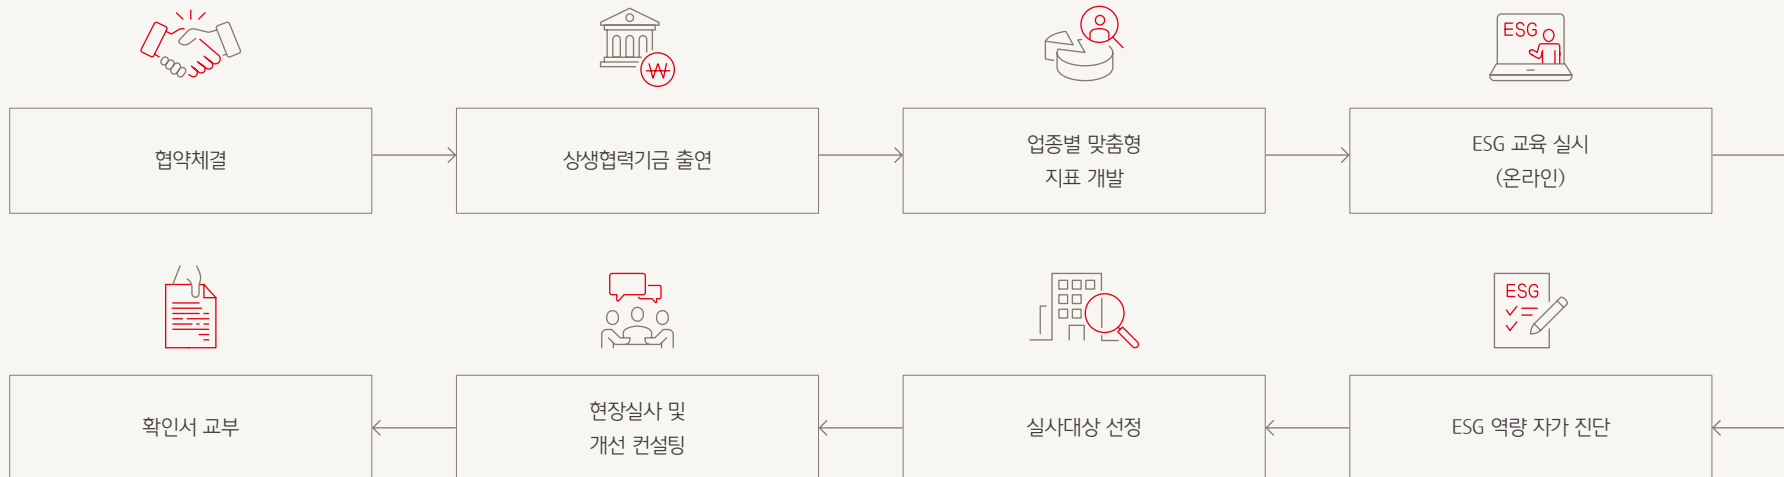 ESG
협약체결
상생협력기금 출연
업종별 맞춤형
지표 개발
ESG 교육 실시
(온라인)
ESG
확인서 교부
현장실사 및
개선 컨설팅
실사대상 선정
ESG 역량 자가 진단